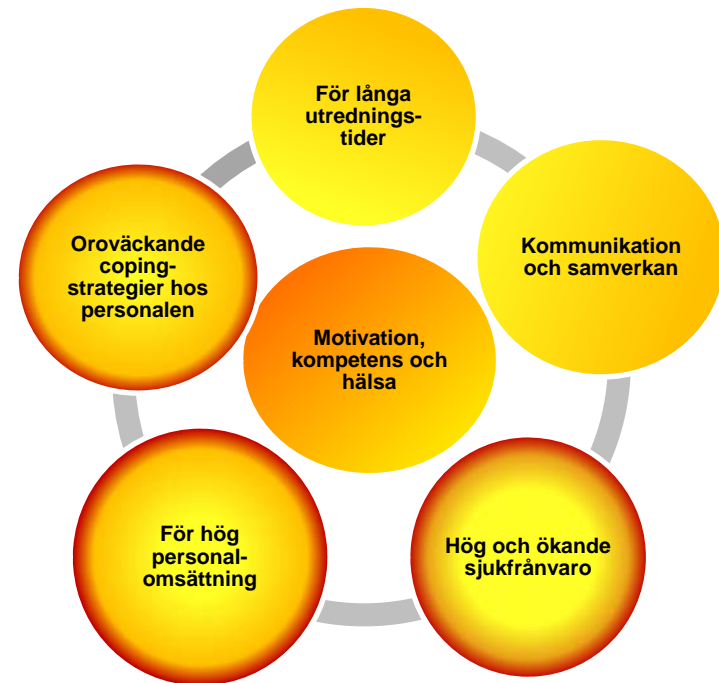 För långa
utrednings-
tider
Kommunikation
och samverkan
Oroväckande
coping-
strategier hos
personalen
Motivation,
kompetens och
hälsa
För hög
personal-
omsättning
Hög och ökande
sjukfrånvaro